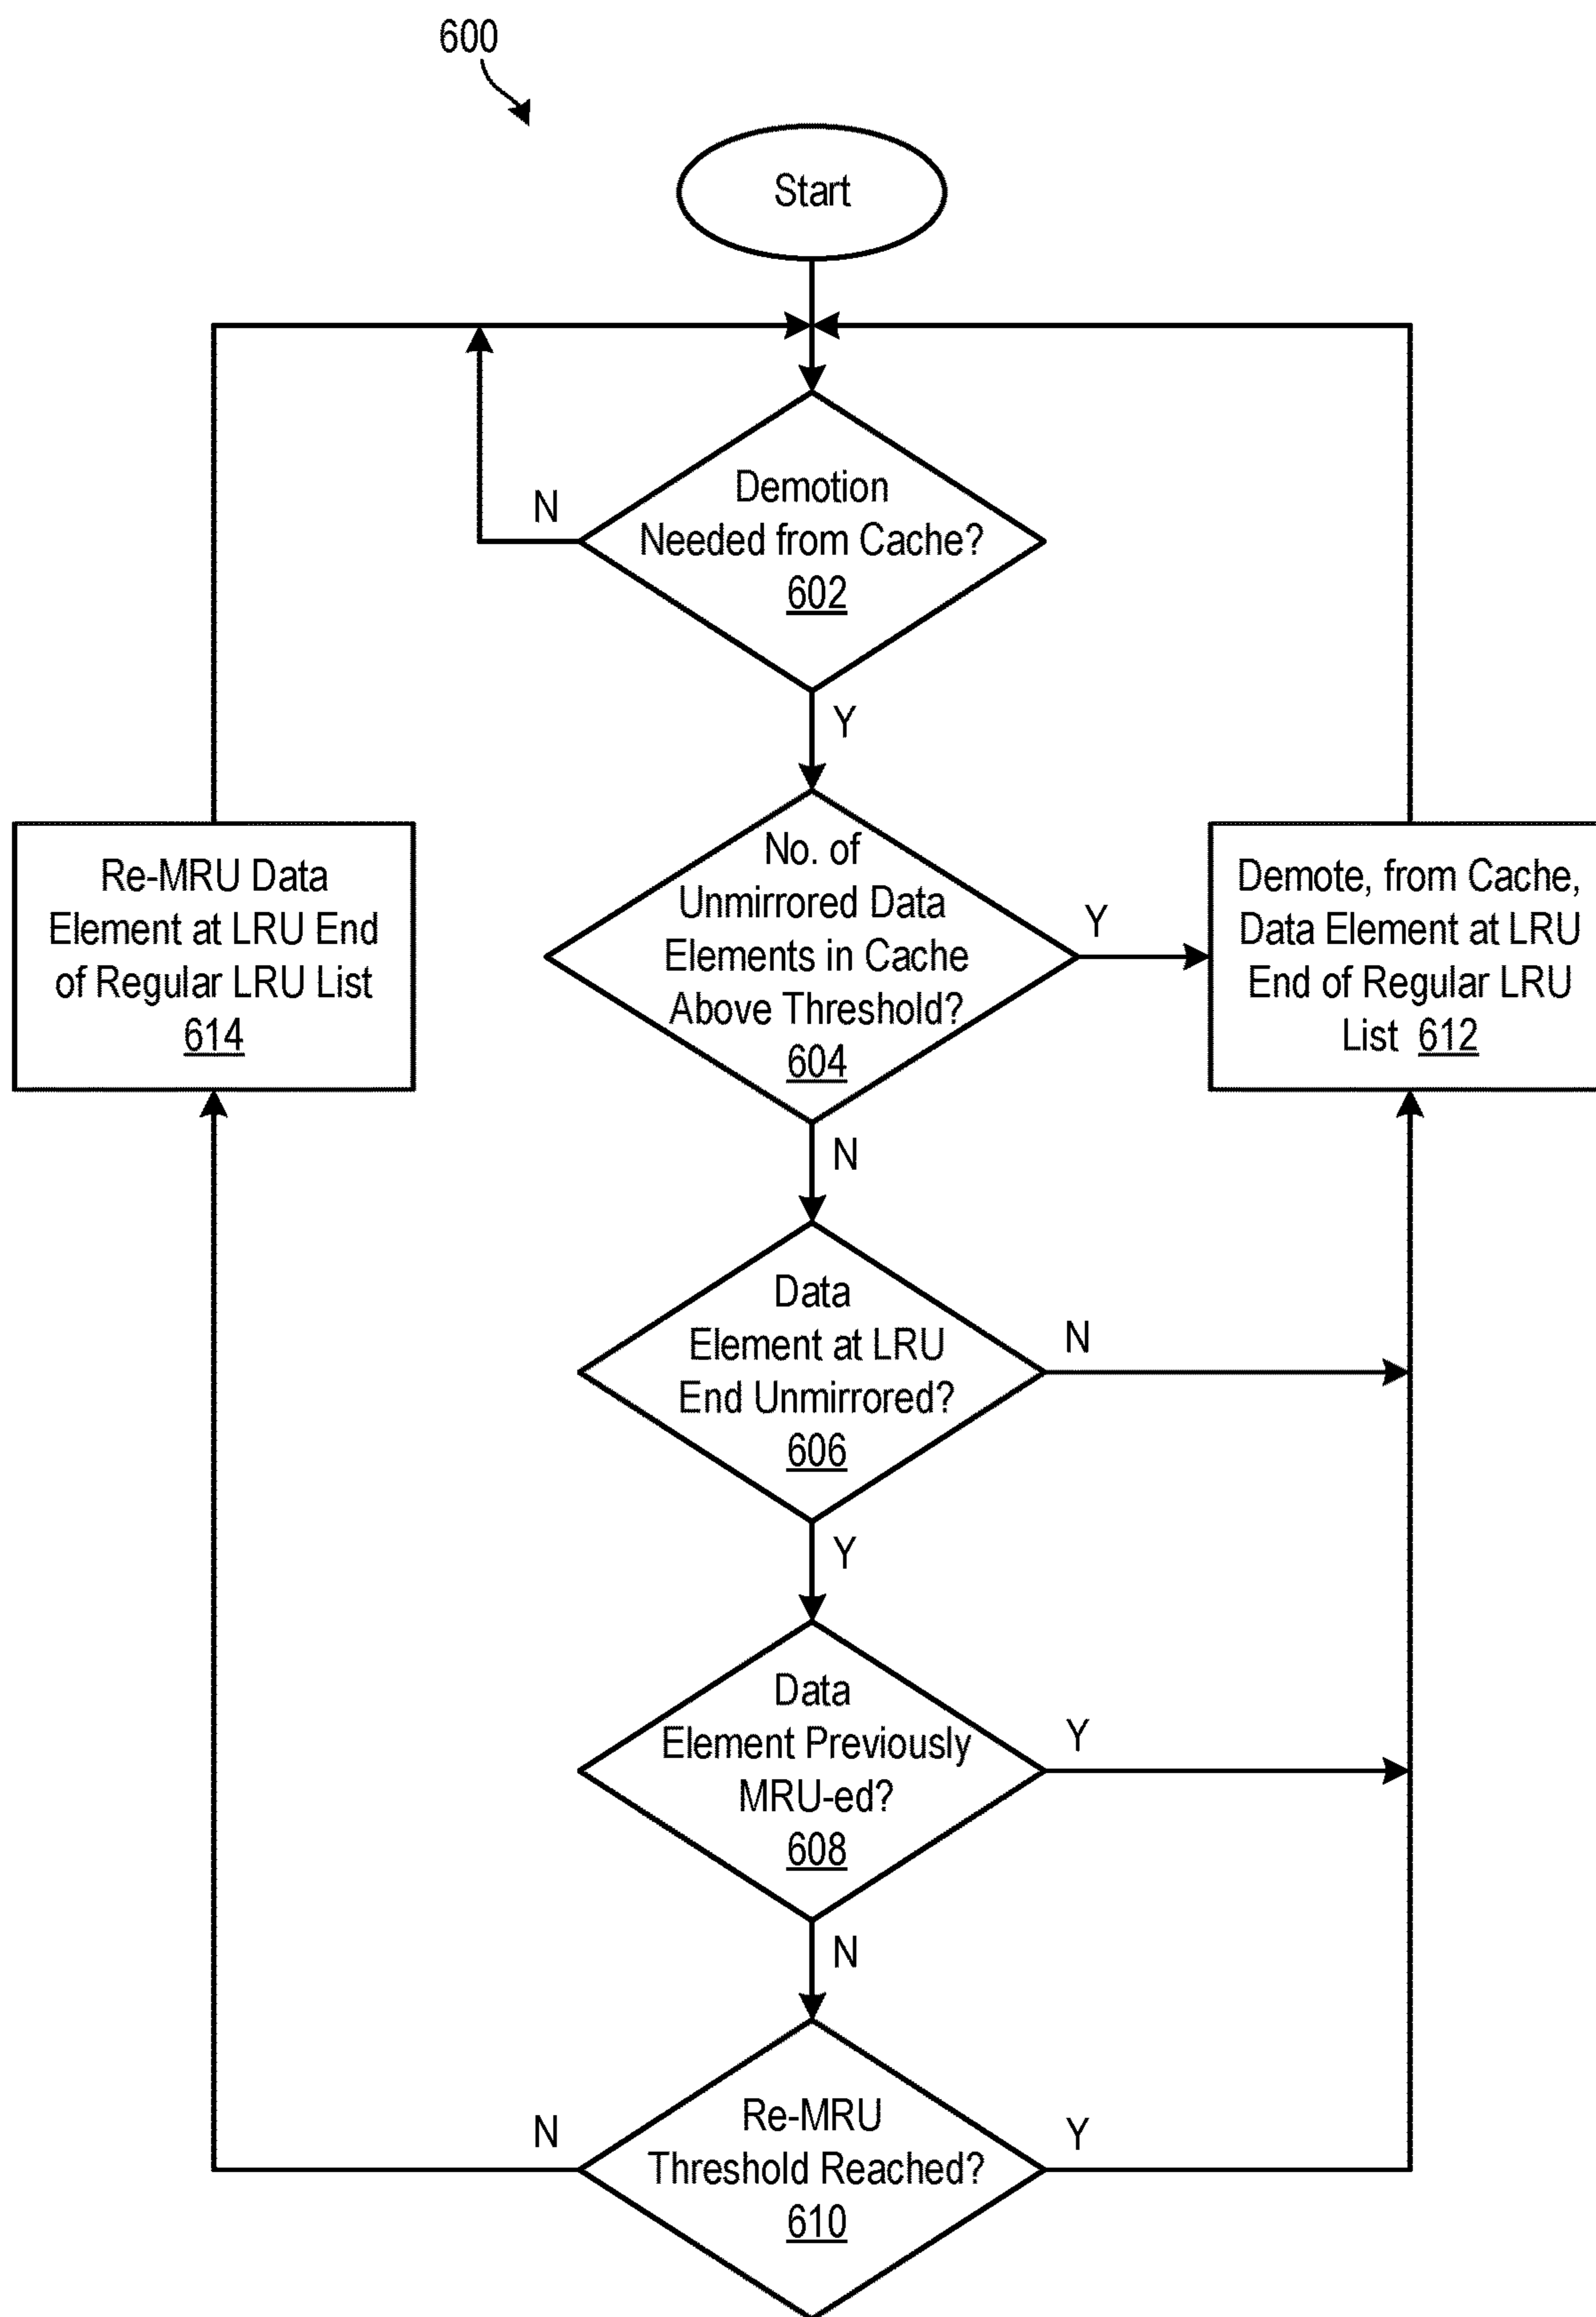 600
Start
Demotion
Needed from Cache?
602
N
Y
No. of
Unmirrored Data
Elements in Cache
Above Threshold?
604
Y
N
Re-MRU Data
Element at LRU End
of Regular LRU List
614
Demote, from Cache,
Data Element at LRU
End of Regular LRU
List 612
Data
Element at LRU
End Unmirrored?
606
N
Y
Data
Element Previously
MRU-ed?
608
Y
N
Re-MRU
Threshold Reached?
610
N
Y